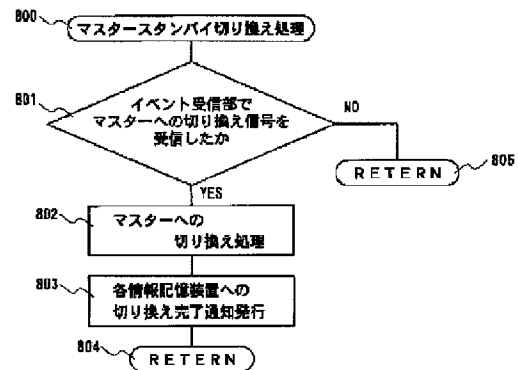 800
マスタースタンバイ切り換え処理
801
イベント受信部で
マスターへの切り換え信号を
受信したか
NO
RETERN
805
YES
802
マスターへの
切り換え処理
803
各情報記憶装置への
切り換え完了通知発行
804
RETERN